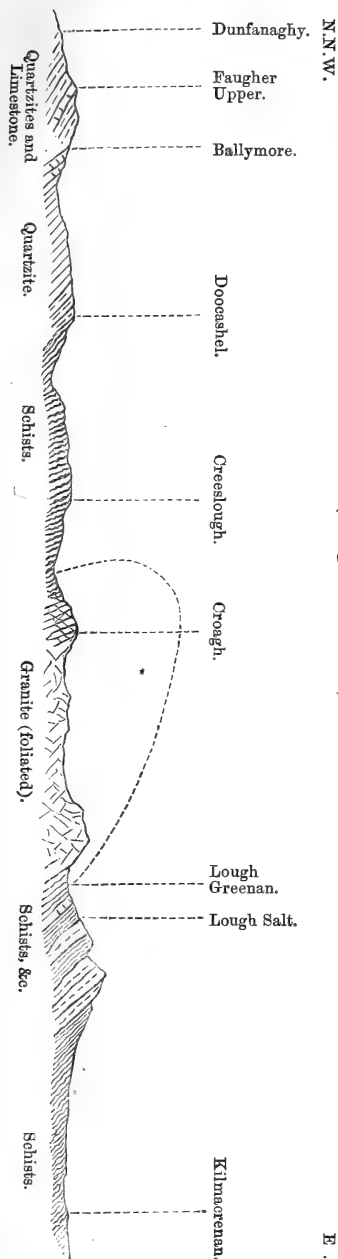 N.N.W.
E.
Dunfanaghy.
Faugher
Upper.
Ballymore.
Doocashel.
Creeslough.
Croagh.
Lough
Greenan.
Lough Salt.
Kilmacrenan.
Quartzites and
Limestone.
Quartzite.
Schists.
Granite (foliated).
Schists, &c.
Schists.
*